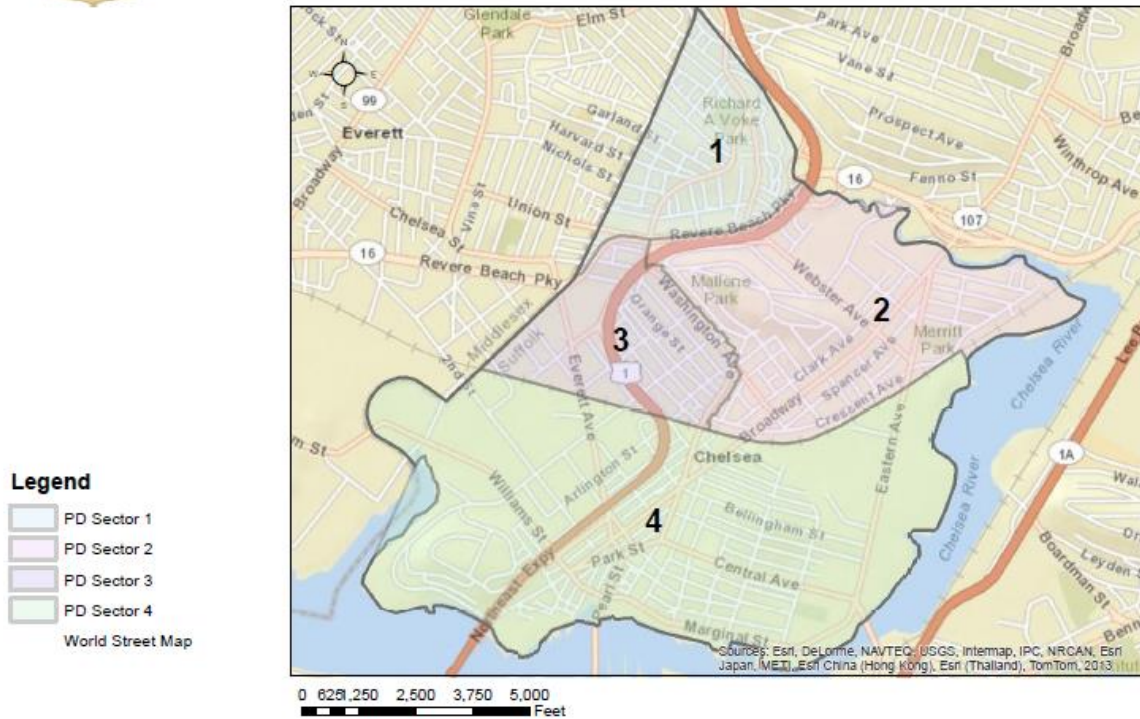 Glendale
Park
Elm St
Park Ave
Broadway
Vane St
N
W
E
S
99
Everett
Broadway
Richard
A Voke
Park
Garland St
Harvard St
Nichols St
1
Prospect Ave
Winthrop Ave
Fenno St
16
107
Vine St
Chelsea St
Union St
16
Revere Beach Pky
Revere Beach Pky
Webster Ave
Mallone
Park
Washington Ave
Orange St
2
Merritt
Park
Middlesex
Suffolk
3
1
2nd St
Everett Ave
Clark Ave
Spencer Ave
Broadway
Crescent Ave
Chelsea River
Lee
m St
Chelsea
Eastern Ave
1A
Arlington St
Williams St
4
Bellingham St
Chelsea River
Park St
Central Ave
Pearl St
Northeast Expy
Marginal St
Boardman St
Leyden S
Benn
Sources: Esri, DeLorme, NAVTEQ, USGS, Intermap, iPC, NRCAN, Esri
Japan, METI, Esri China (Hong Kong), Esri (Thailand), TomTom, 2013
Legend
PD Sector 1
PD Sector 2
PD Sector 3
PD Sector 4
World Street Map
0 625 1,250 2,500 3,750 5,000
Feet